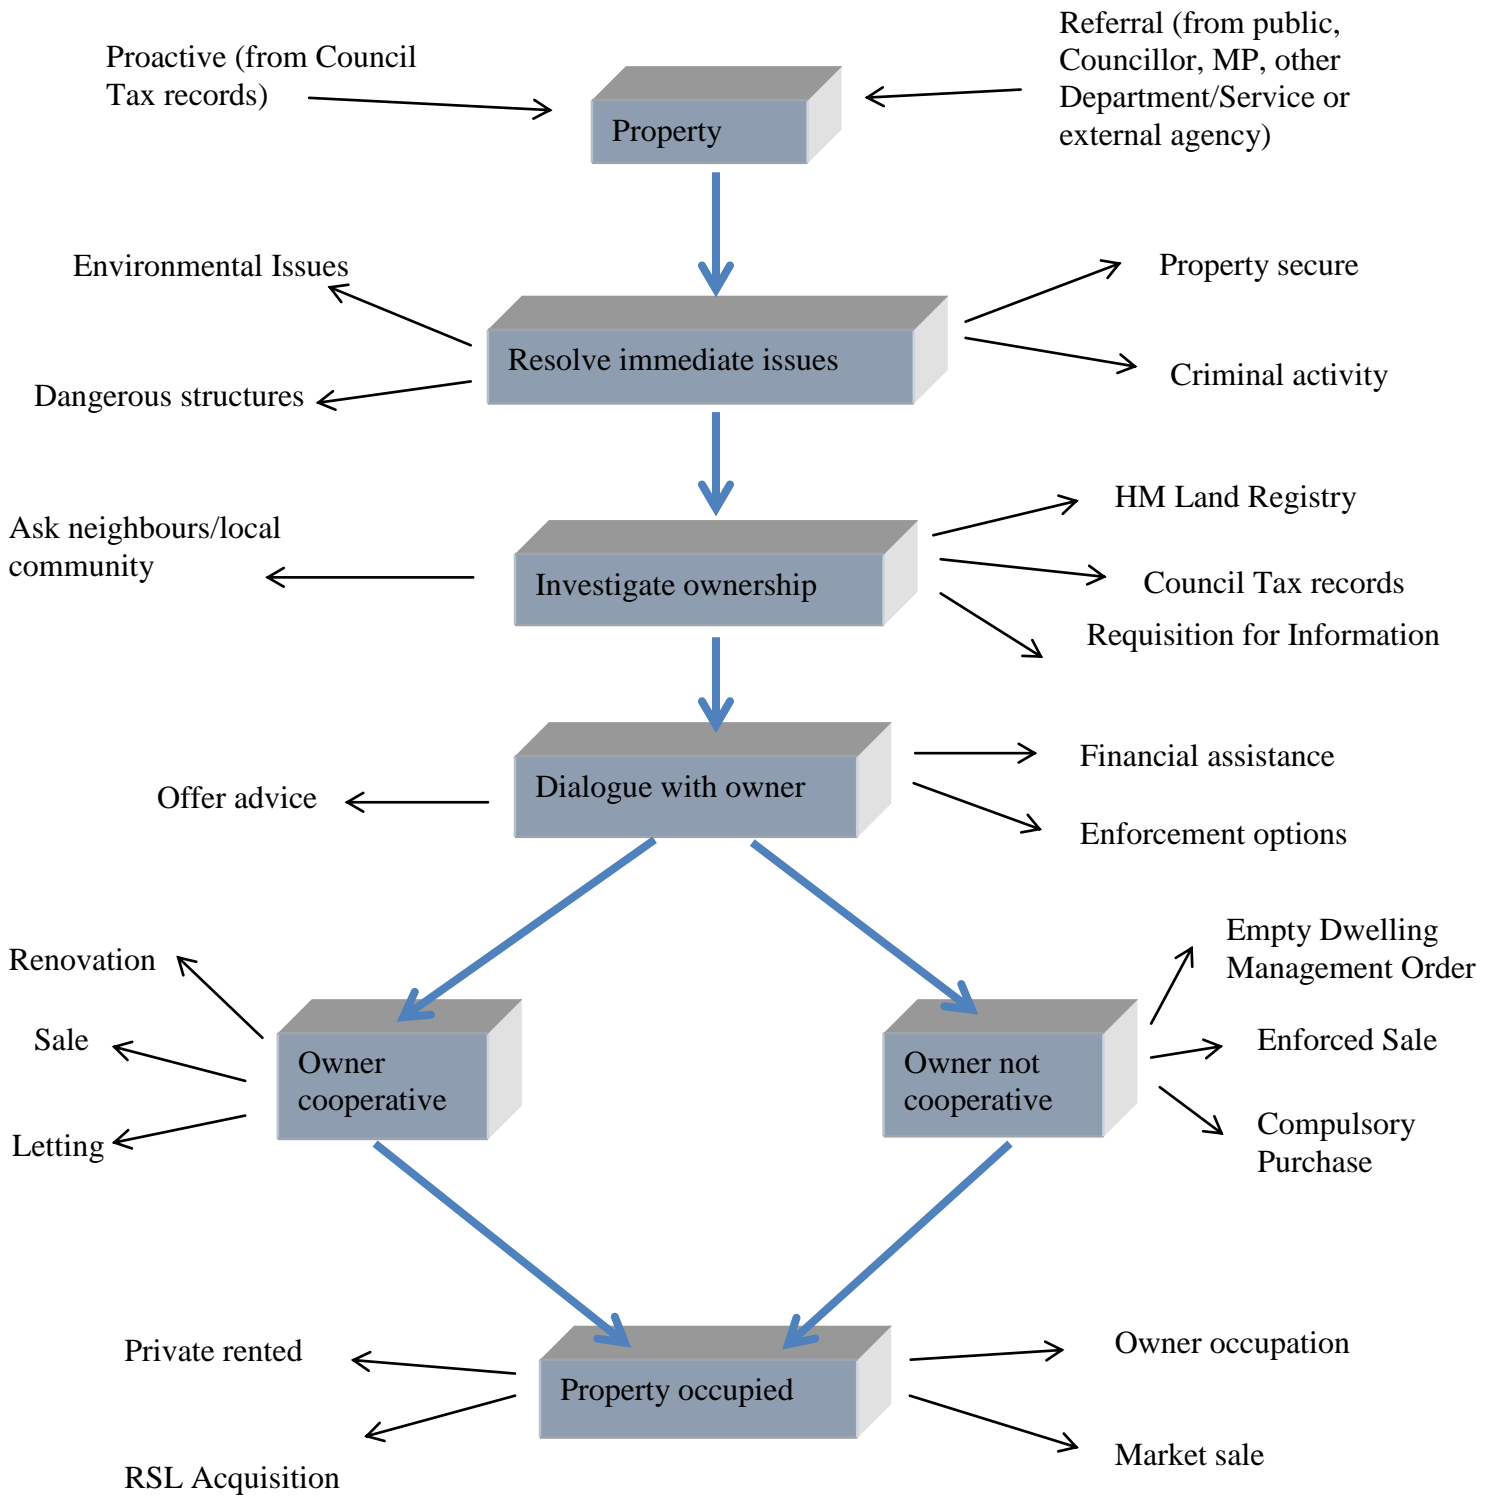 Proactive (from Council
Tax records)
Referral (from public,
Councillor, MP, other
Department/Service or
external agency)
Property
Environmental Issues
Property secure
Resolve immediate issues
Dangerous structures
Criminal activity
Ask neighbours/local
community
HM Land Registry
Investigate ownership
Council Tax records
Requisition for Information
Offer advice
Dialogue with owner
Financial assistance
Enforcement options
Renovation
Sale
Letting
Owner
cooperative
Owner not
cooperative
Empty Dwelling
Management Order
Enforced Sale
Compulsory
Purchase
Private rented
RSL Acquisition
Property occupied
Owner occupation
Market sale